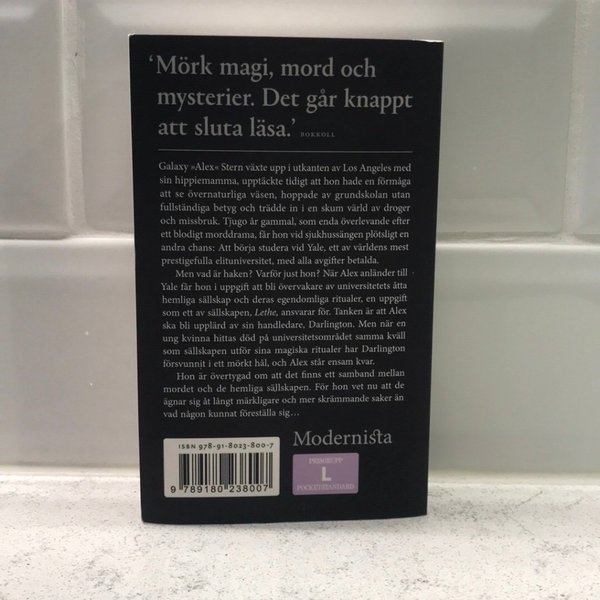 ‘Mörk magi, mord och
mysterier. Det går knappt
att sluta läsa.’ BOKKOLL
Galaxy »Alex« Stern växte upp i utkanten av Los Angeles med
sin hippiemamma, upptäckte tidigt att hon hade en förmåga
att se övernaturliga väsen, hoppade av grundskolan utan
fullständiga betyg och trädde in i en skum värld av droger
och missbruk. Tjugo år gammal, som enda överlevande efter
ett blodigt morddrama, får hon vid sjukhussängen plötsligt en
andra chans: Att börja studera vid Yale, ett av världens mest
prestigefulla elituniversitet, med alla avgifter betalda.
Men vad är haken? Varför just hon? När Alex anländer till
Yale får hon i uppgift att bli övervakare av universitetets åtta
hemliga sällskap och deras egendomliga ritualer, en uppgift
som ett av sällskapen, Lethe, ansvarar för. Tanken är att Alex
ska bli upplärd av sin handledare, Darlington. Men när en
ung kvinna hittas död på universitetsområdet samma kväll
som sällskapen utför sina magiska ritualer har Darlington
försvunnit i ett mörkt hål, och Alex står ensam kvar.
Hon är övertygad om att det finns ett samband mellan
mordet och de hemliga sällskapen. För hon vet nu att de
ägnar sig åt långt märkligare och mer skrämmande saker än
vad någon kunnat föreställa sig…
ISBN 978-91-8023-800-7
9 789180 238007
Modernista
PRISGRUPP
L
POCKETSTANDARD